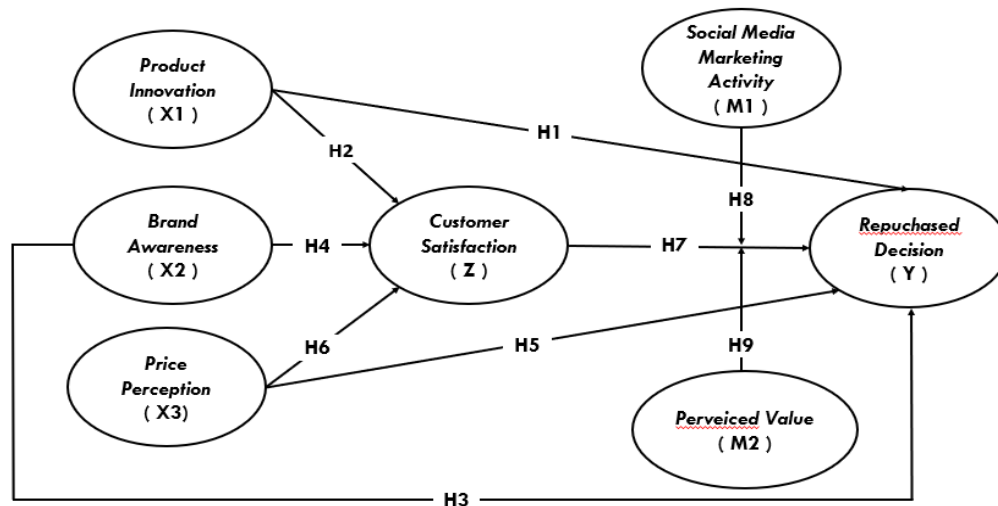 Product
Innovation
( X1 )
Social Media
Marketing
Activity
( M1 )
H1
H2
H8
Brand
Awareness
( X2 )
H4
Customer
Satisfaction
( Z )
H7
Repuchased
Decision
( Y )
H6
H5
H9
Price
Perception
( X3)
Perveiced Value
( M2 )
H3